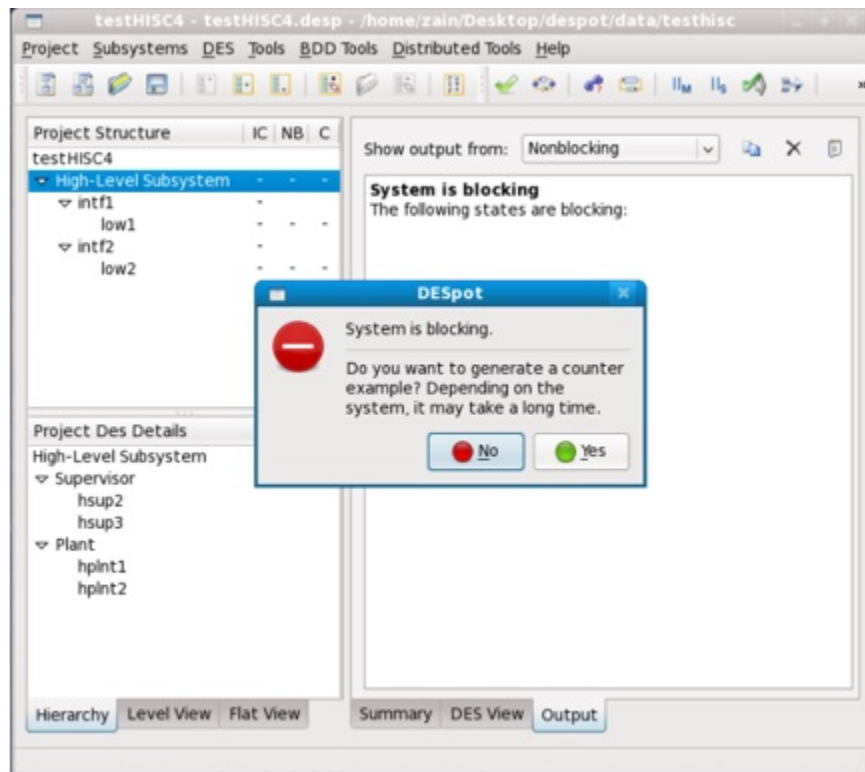 testHISC4 - testHISC4.desp - /home/zain/Desktop/despot/data/testhisc
Project Subsystems DES Tools BDD Tools Distributed Tools Help
Project Structure IC NB C
testHISC4
High-Level Subsystem - - -
intf1 -
low1 - - -
intf2 -
low2 - - -
Show output from: Nonblocking
System is blocking
The following states are blocking:
DESpot
System is blocking.
Do you want to generate a counter
example? Depending on the
system, it may take a long time.
No Yes
Project Des Details
High-Level Subsystem
Supervisor
hsup2
hsup3
Plant
hplnt1
hplnt2
Hierarchy Level View Flat View
Summary DES View Output